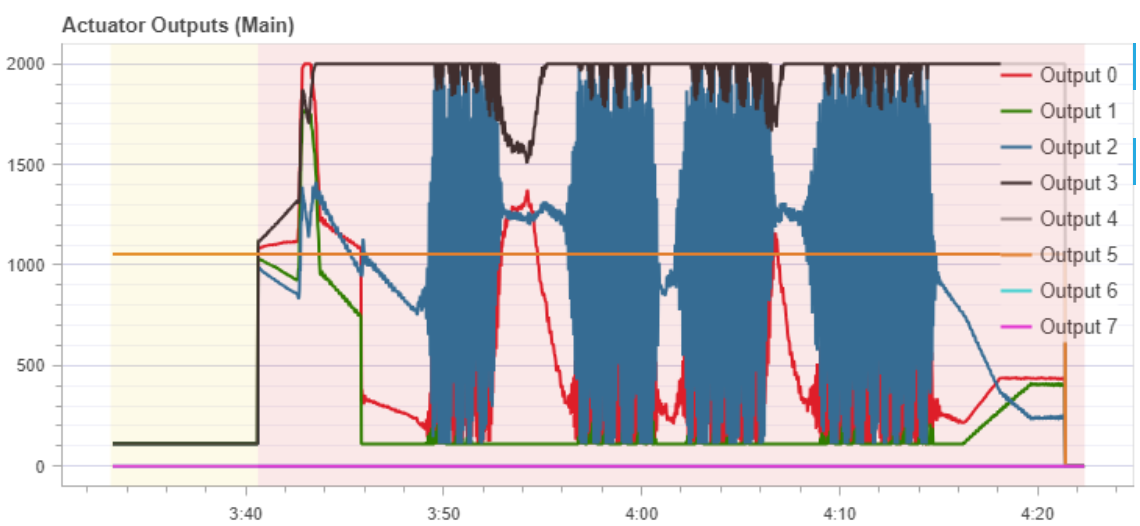 Actuator Outputs (Main)
2000
1500
1000
500
0
3:40
3:50
4:00
4:10
4:20
Output 0
Output 1
Output 2
Output 3
Output 4
Output 5
Output 6
Output 7